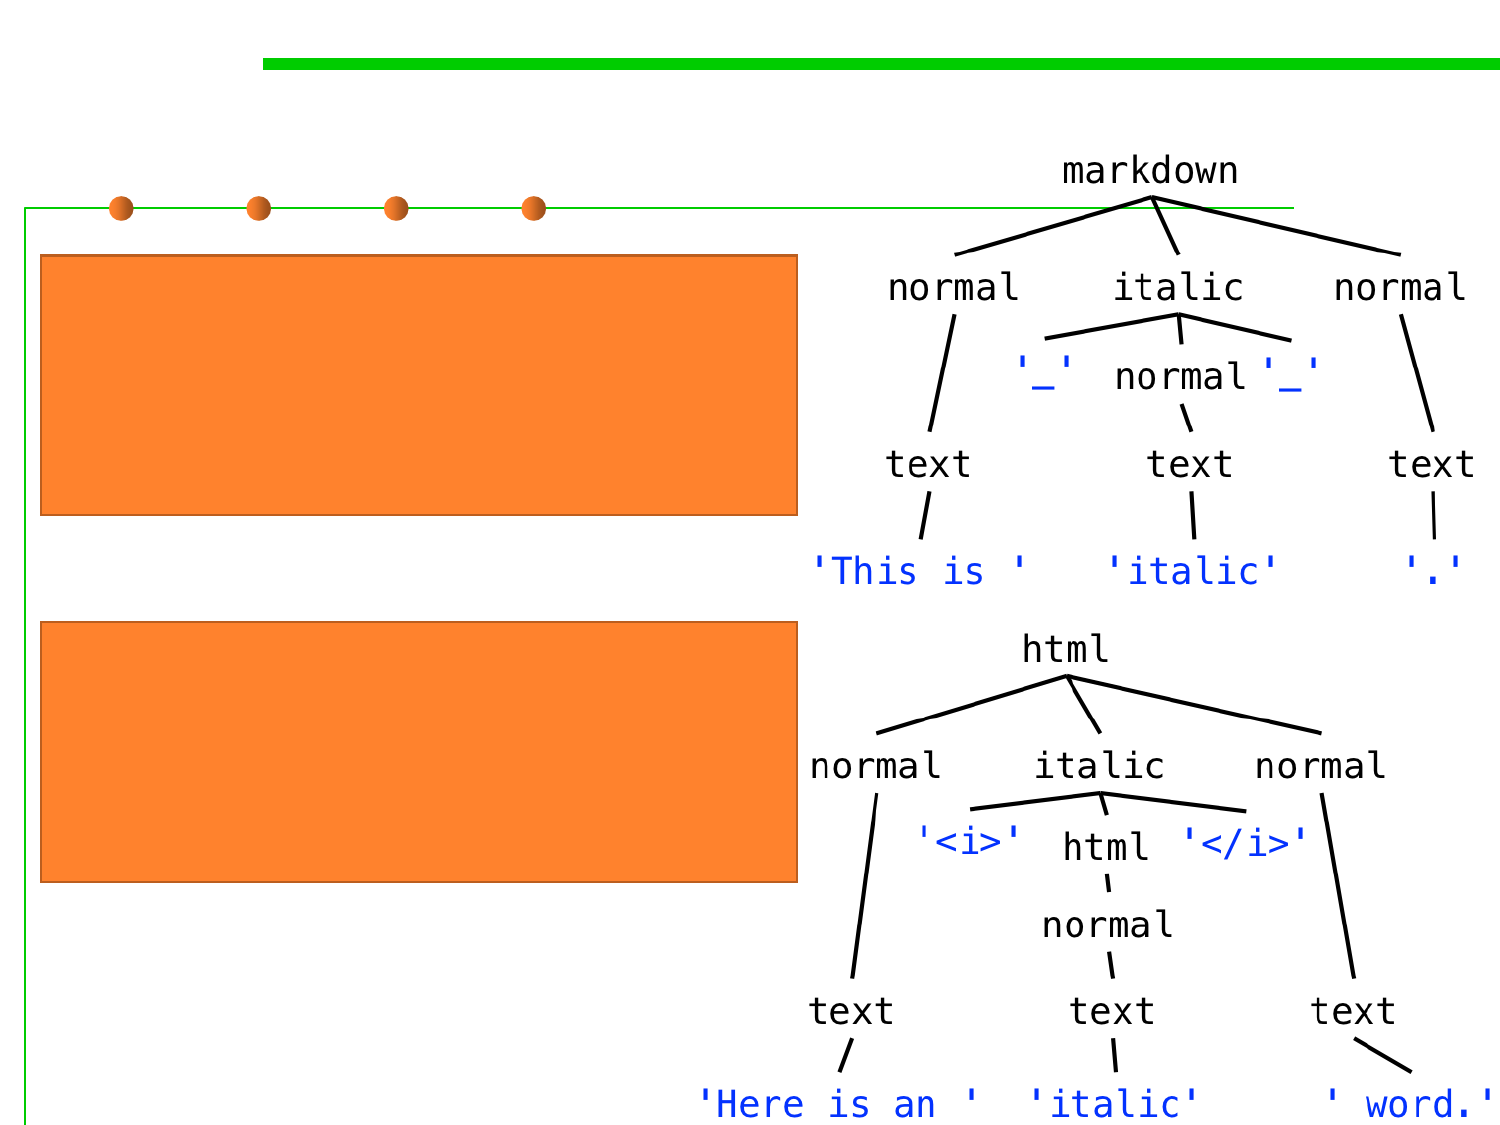 markdown
normal italic normal
'_' normal '_'
text text text
'This is ' 'italic' '.'
html
normal italic normal
'<i>' html '</i>'
normal
text text text
'Here is an ' 'italic' ' word.'